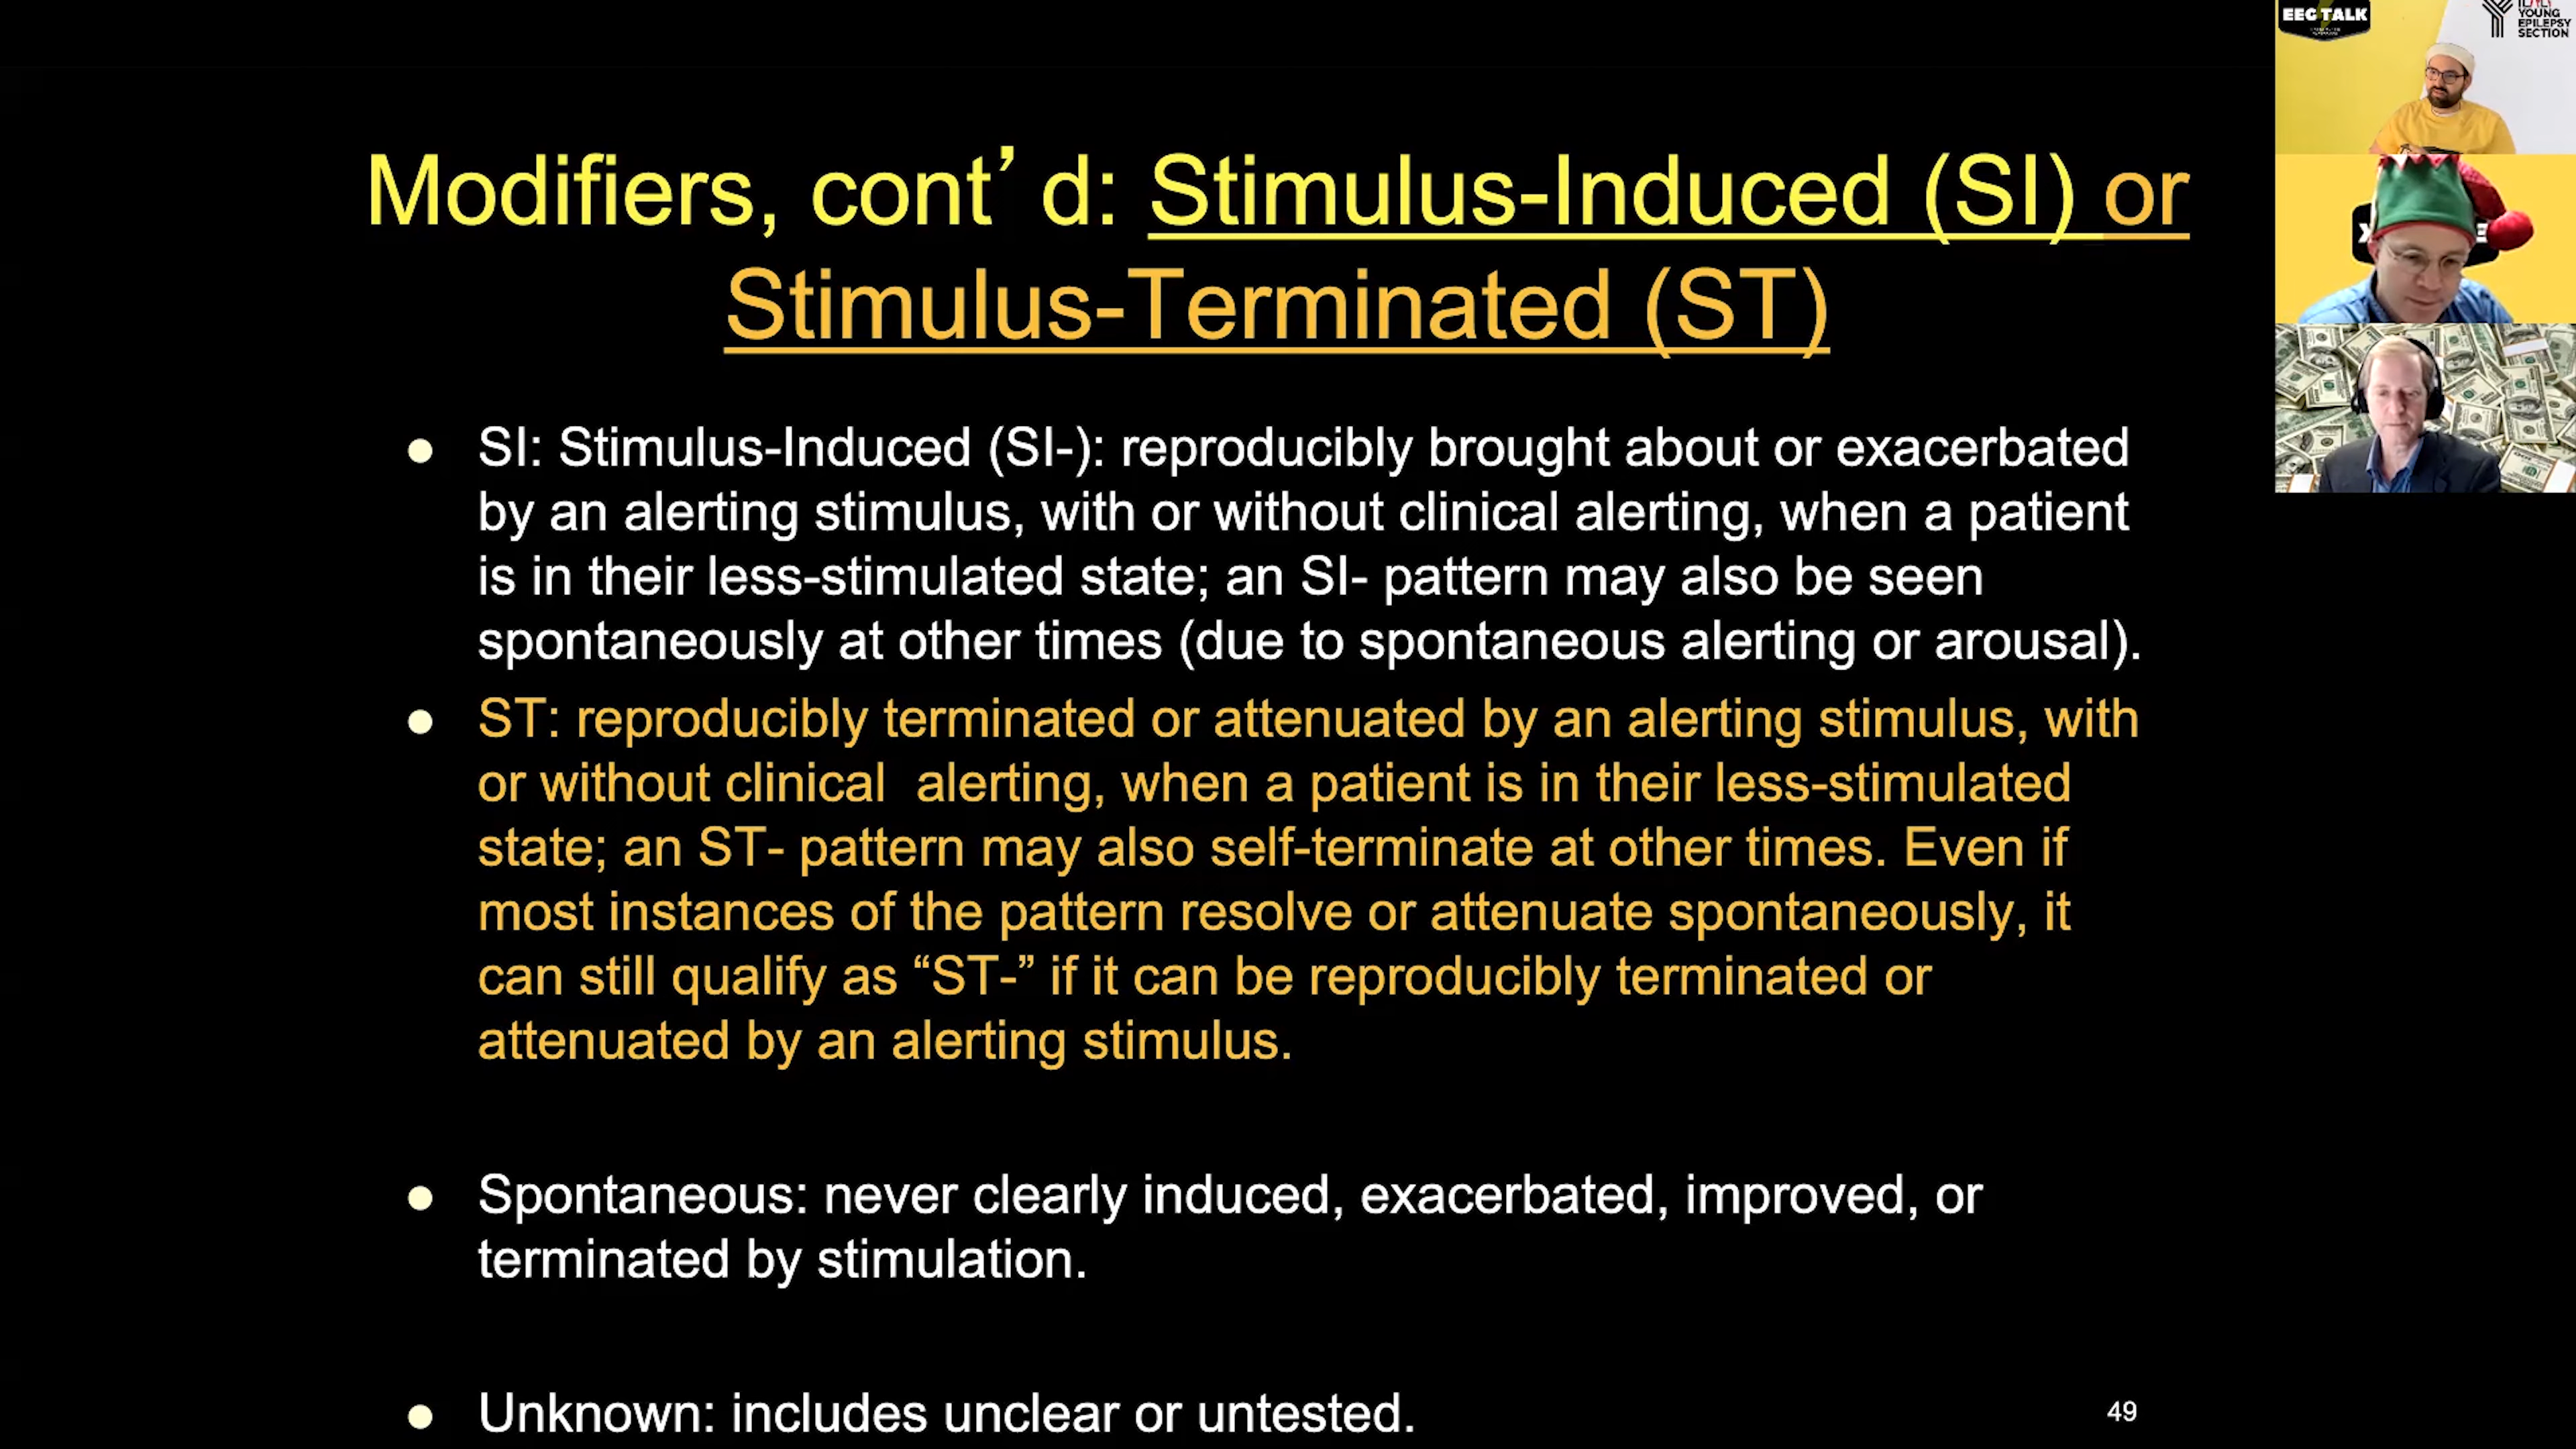 EEG TALK
YOUNG
EPILEPSY
SECTION
Modifiers, cont’ d: Stimulus-Induced (SI) or
Stimulus-Terminated (ST)
● SI: Stimulus-Induced (SI-): reproducibly brought about or exacerbated
by an alerting stimulus, with or without clinical alerting, when a patient
is in their less-stimulated state; an SI- pattern may also be seen
spontaneously at other times (due to spontaneous alerting or arousal).
● ST: reproducibly terminated or attenuated by an alerting stimulus, with
or without clinical  alerting, when a patient is in their less-stimulated
state; an ST- pattern may also self-terminate at other times. Even if
most instances of the pattern resolve or attenuate spontaneously, it
can still qualify as “ST-” if it can be reproducibly terminated or
attenuated by an alerting stimulus.
● Spontaneous: never clearly induced, exacerbated, improved, or
terminated by stimulation.
● Unknown: includes unclear or untested.
49